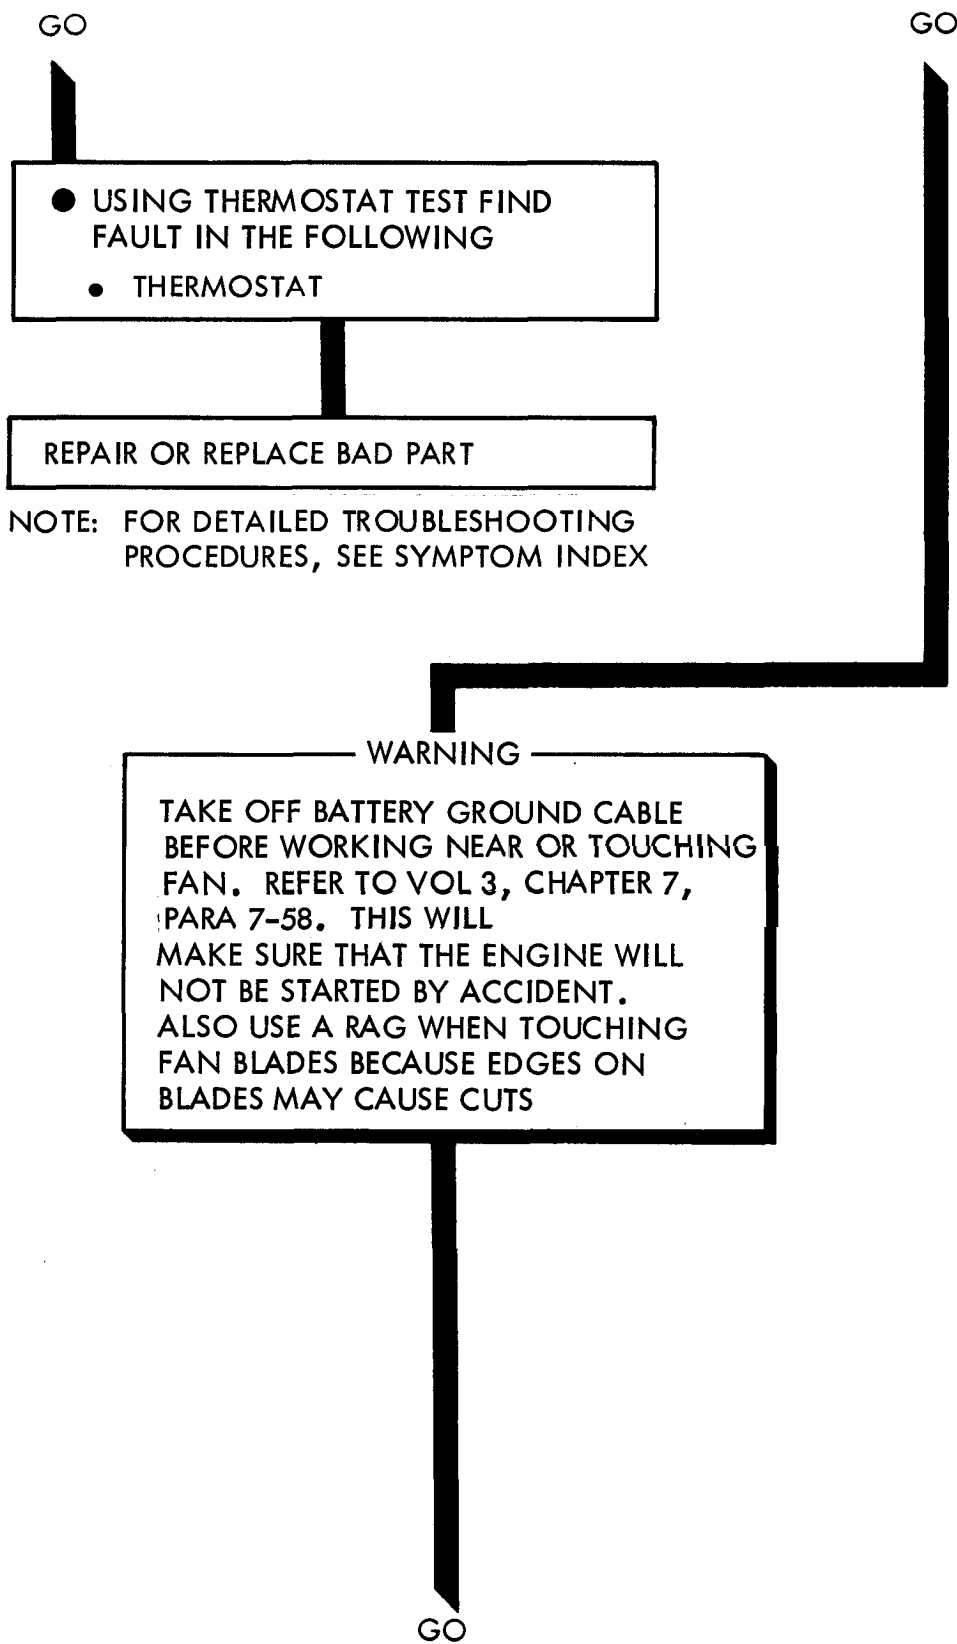 GO
GO
● USING THERMOSTAT TEST FIND
FAULT IN THE FOLLOWING
● THERMOSTAT
REPAIR OR REPLACE BAD PART
NOTE: FOR DETAILED TROUBLESHOOTING
PROCEDURES, SEE SYMPTOM INDEX
WARNING
TAKE OFF BATTERY GROUND CABLE
BEFORE WORKING NEAR OR TOUCHING
FAN. REFER TO VOL 3, CHAPTER 7,
PARA 7-58. THIS WILL
MAKE SURE THAT THE ENGINE WILL
NOT BE STARTED BY ACCIDENT.
ALSO USE A RAG WHEN TOUCHING
FAN BLADES BECAUSE EDGES ON
BLADES MAY CAUSE CUTS
GO